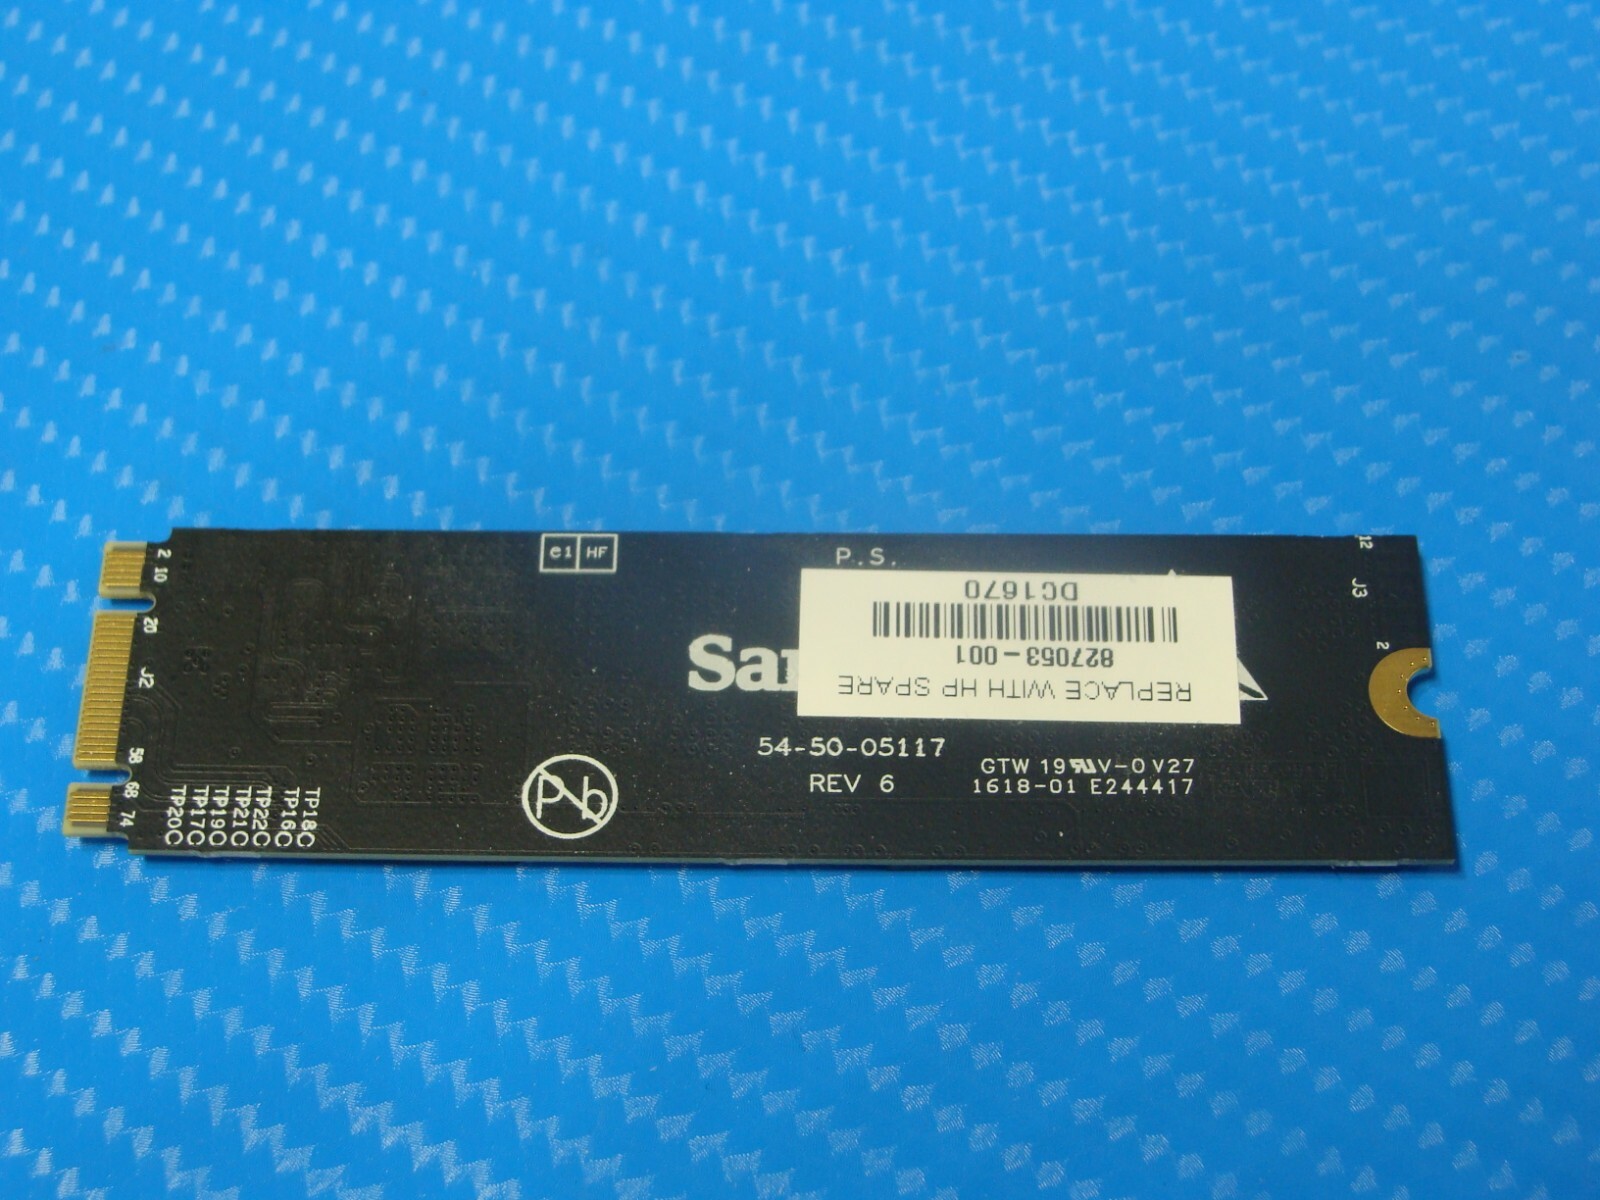 e1 HF
P.S.
REPLACE WITH HP SPARE
827053-001
DC1670
San
54-50-05117
REV 6
GTW 19 V-0 V27
1618-01 E244417
2
10
20
J2
58
68
74
TP20C
TP17C
TP19C
TP21C
TP22C
TP16C
TP18C
Pb
12
J3
2